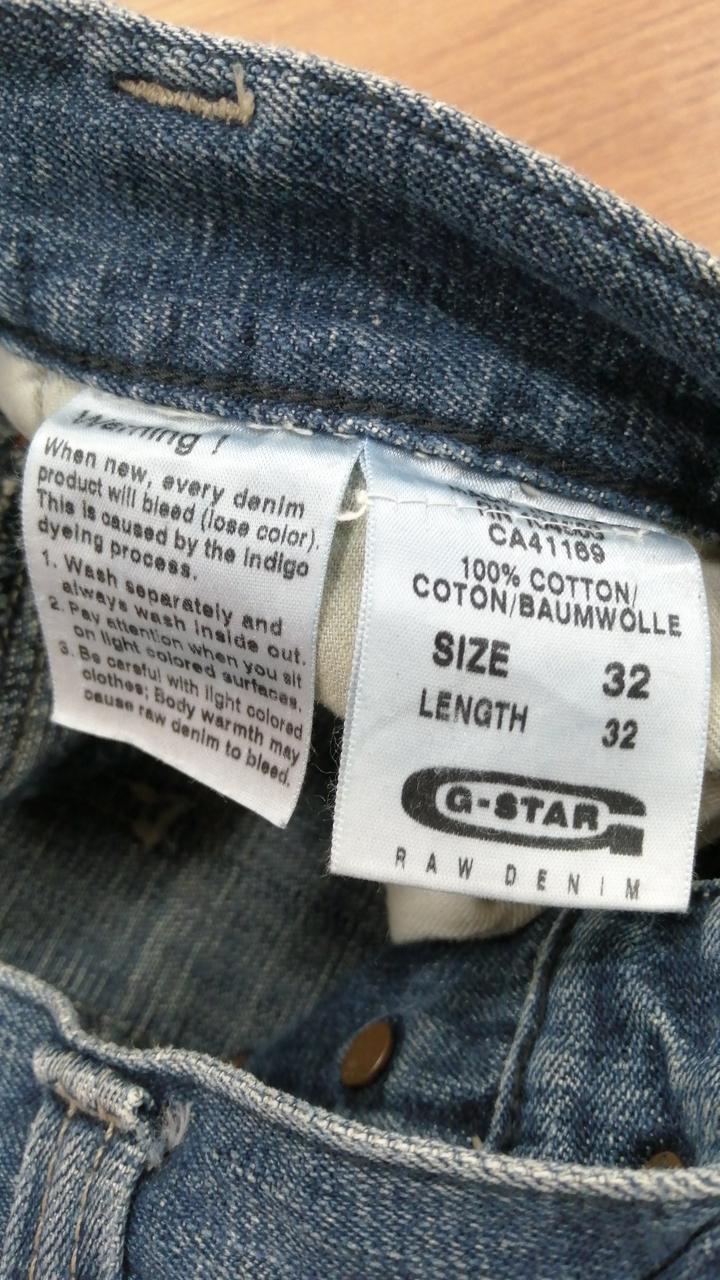 Warning !
When new, every denim
product will bleed (lose color).
This is caused by the indigo
dyeing process.
1. Wash separately and
always wash inside out.
2. Pay attention when you sit
on light colored surfaces.
3. Be careful with light colored
clothes; Body warmth may
cause raw denim to bleed.
CA41169
100% COTTON/
COTON/BAUMWOLLE
SIZE 32
LENGTH 32
G-STAR
RAW DENIM